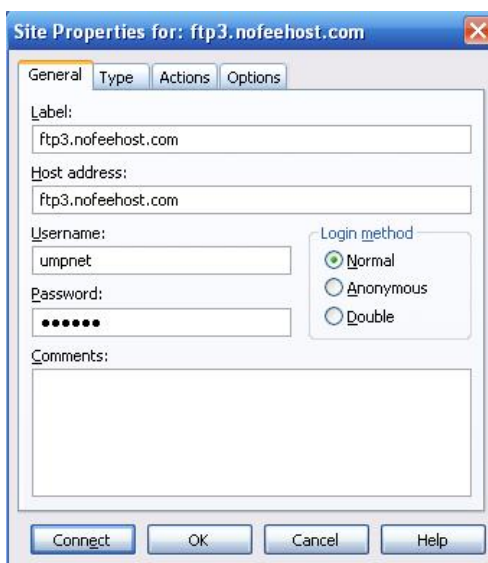 Site Properties for: ftp3.nofeehost.com
General Type Actions Options
Label:
ftp3.nofeehost.com
Host address:
ftp3.nofeehost.com
Username:
umpnet
Login method
Normal
Anonymous
Double
Password:
••••••
Comments:
Connect OK Cancel Help